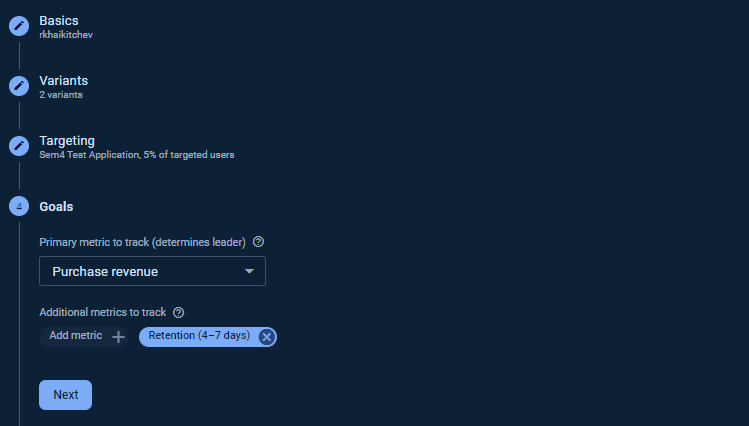 Basics
rkhaikitchev
Variants
2 variants
Targeting
Sem4 Test Application, 5% of targeted users
4 Goals
Primary metric to track (determines leader)
Purchase revenue
Additional metrics to track
Add metric Retention (4–7 days)
Next